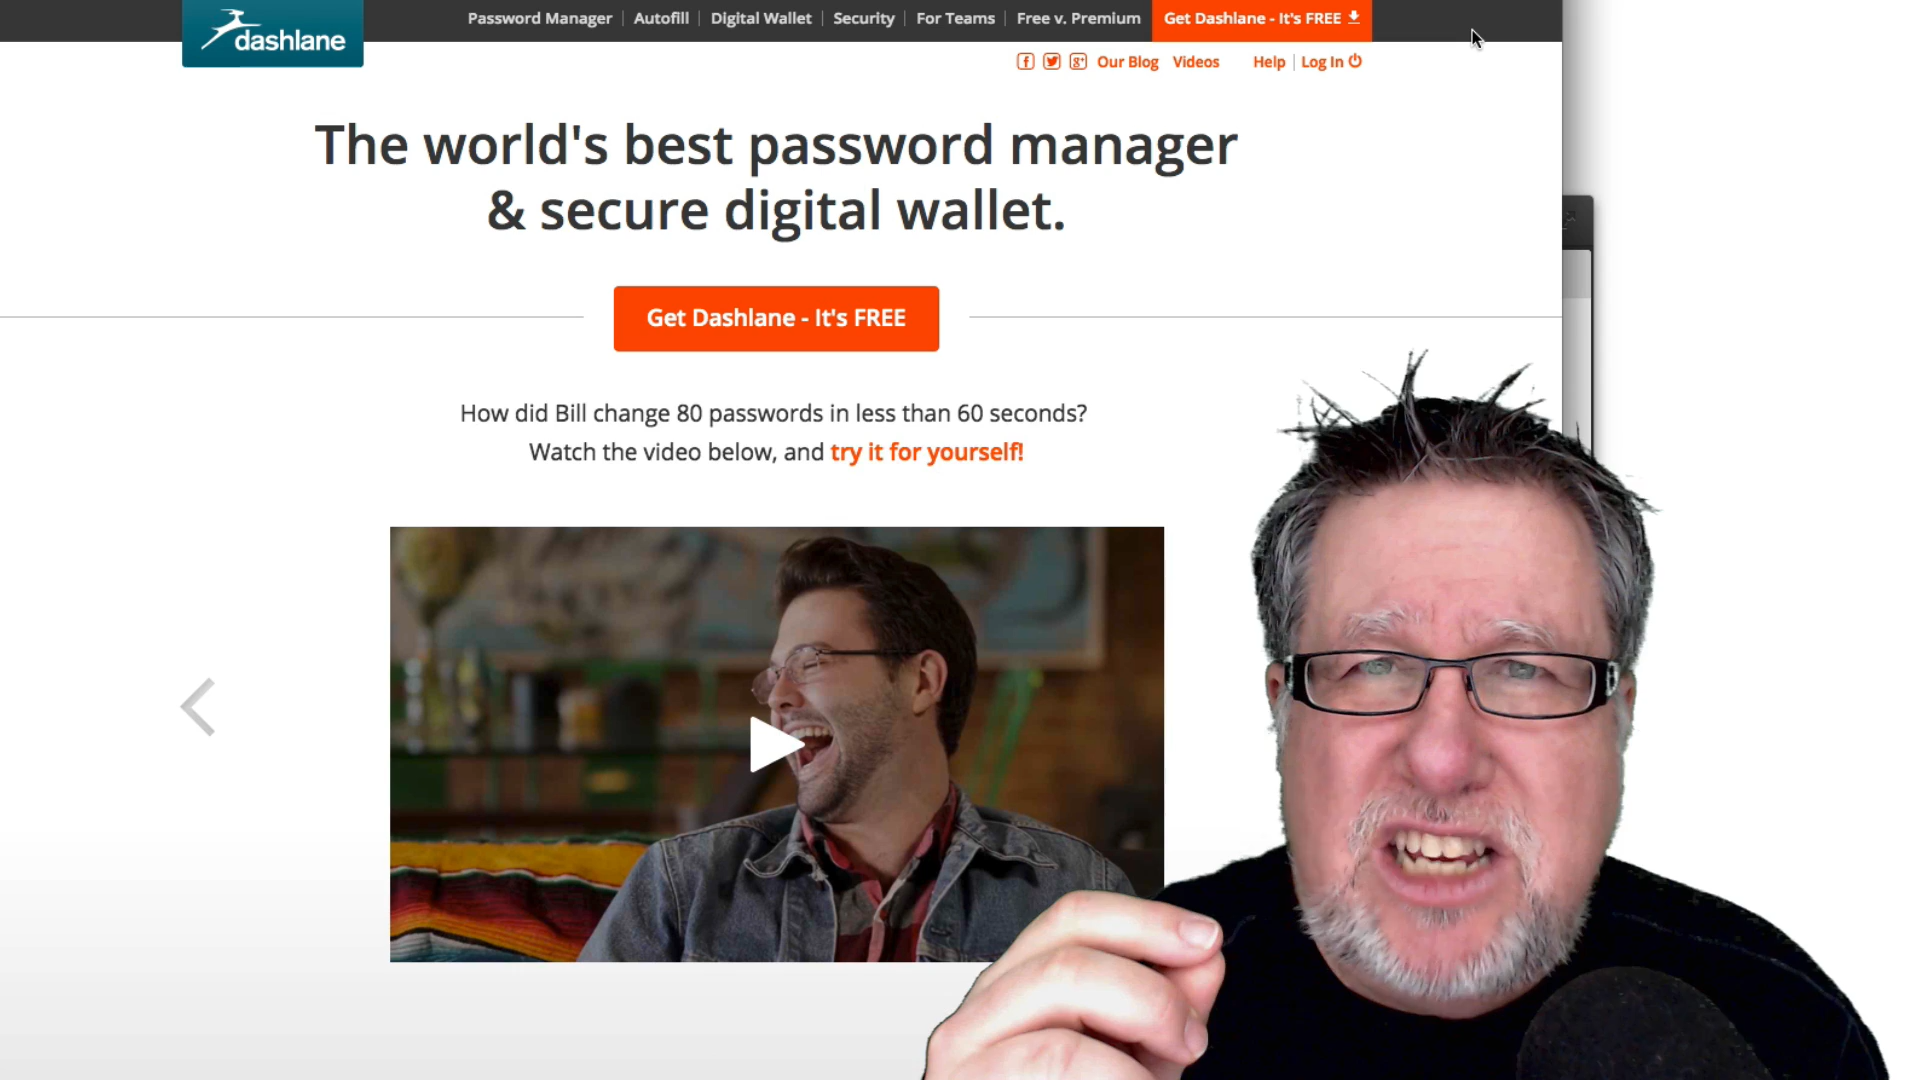 dashlane
Password Manager | Autofill | Digital Wallet | Security | For Teams | Free v. Premium
Get Dashlane - It's FREE
f
g+
Our Blog
Videos
Help | Log In
The world's best password manager
& secure digital wallet.
Get Dashlane - It's FREE
How did Bill change 80 passwords in less than 60 seconds?
Watch the video below, and try it for yourself!